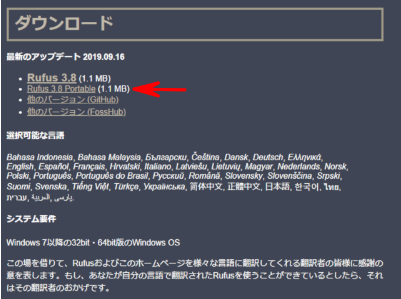 ダウンロード
最新のアップデート 2019.09.16
Rufus 3.8 (1.1 MB)
Rufus 3.8 Portable (1.1 MB)
他のバージョン (GitHub)
他のバージョン (FossHub)
選択可能な言語
Bahasa Indonesia, Bahasa Malaysia, Български, Čeština, Dansk, Deutsch, Ελληνικά,
English, Español, Français, Hrvatski, Italiano, Latviešu, Lietuvių, Magyar, Nederlands, Norsk,
Polski, Português, Português do Brasil, Русский, Română, Slovensky, Slovenščina, Srpski,
Suomi, Svenska, Tiếng Việt, Türkçe, Українська, 简体中文, 正體中文, 日本語, 한국어, ไทย,
עברית, العربية, پارسی.
システム要件
Windows 7以降の32bit・64bit版のWindows OS
この場を借りて、Rufusおよびこのホームページを様々な言語に翻訳してくれる翻訳者の皆様に感謝の
意を表します。もし、あなたが自分の言語で翻訳されたRufusを使うことができているとしたら、それ
はその翻訳者のおかげです。